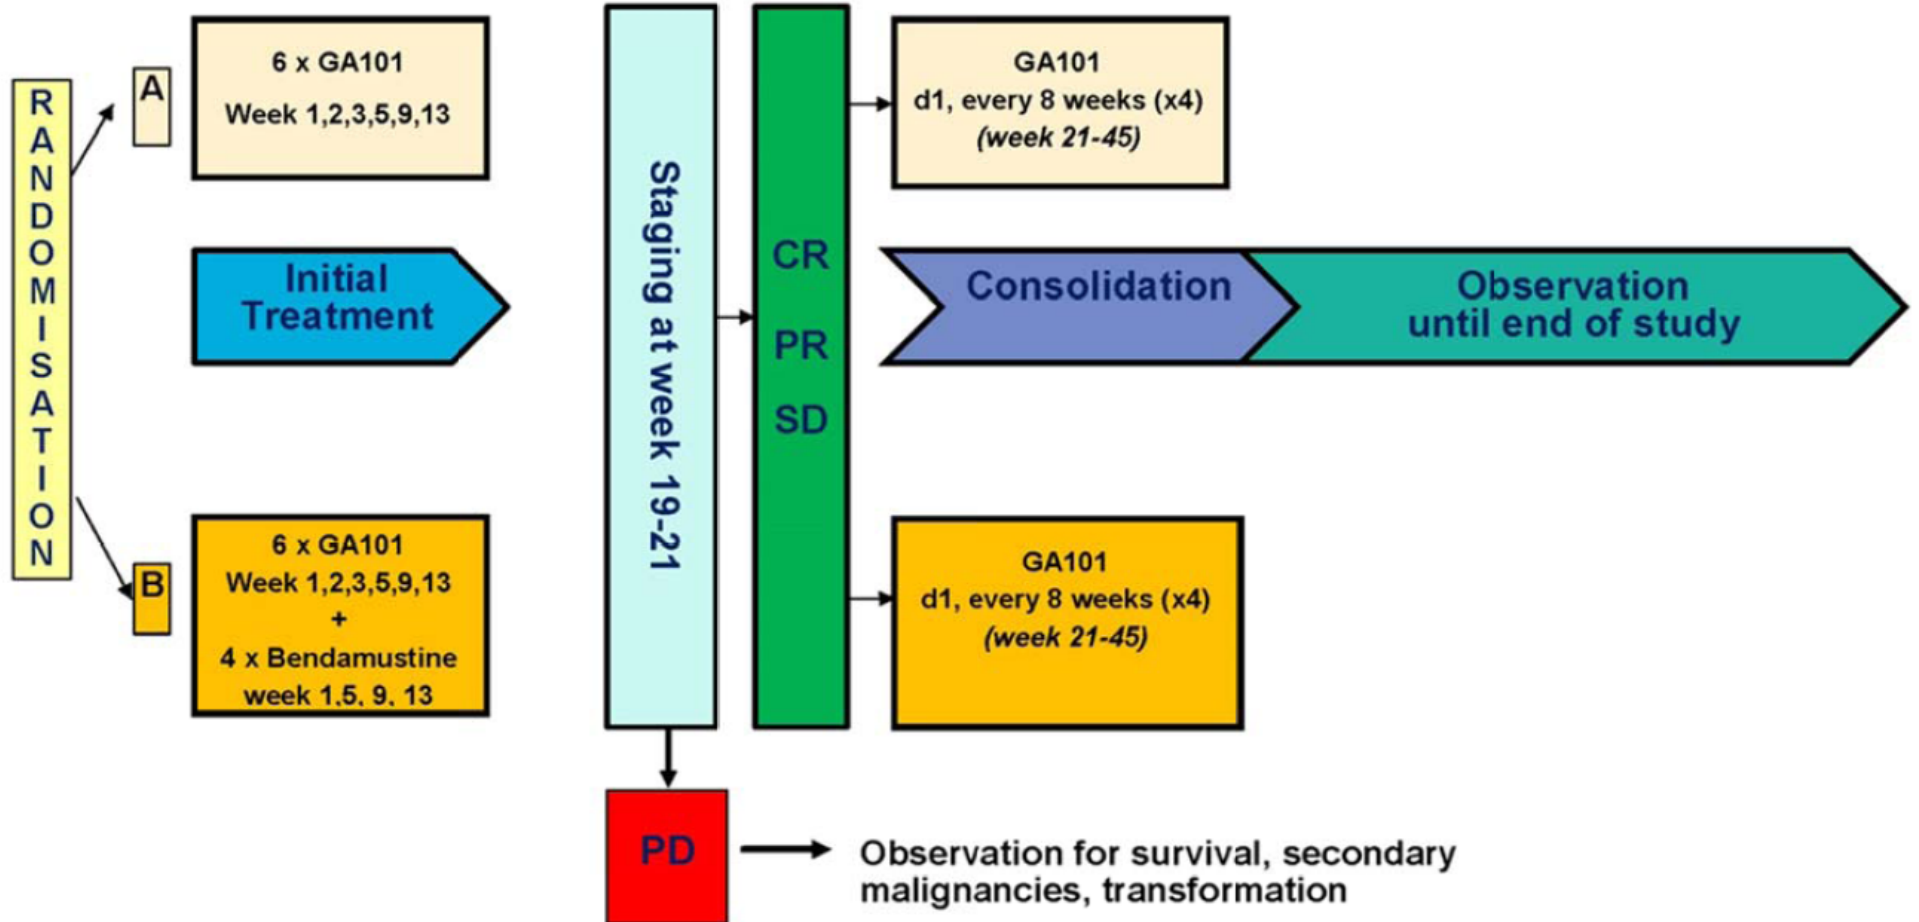 RANDOMISATION
A
6 x GA101
Week 1,2,3,5,9,13
Initial
Treatment
B
6 x GA101
Week 1,2,3,5,9,13
+
4 x Bendamustine
week 1,5, 9, 13
Staging at week 19-21
CR
PR
SD
GA101
d1, every 8 weeks (x4)
(week 21-45)
Consolidation
Observation
until end of study
GA101
d1, every 8 weeks (x4)
(week 21-45)
PD
Observation for survival, secondary
malignancies, transformation